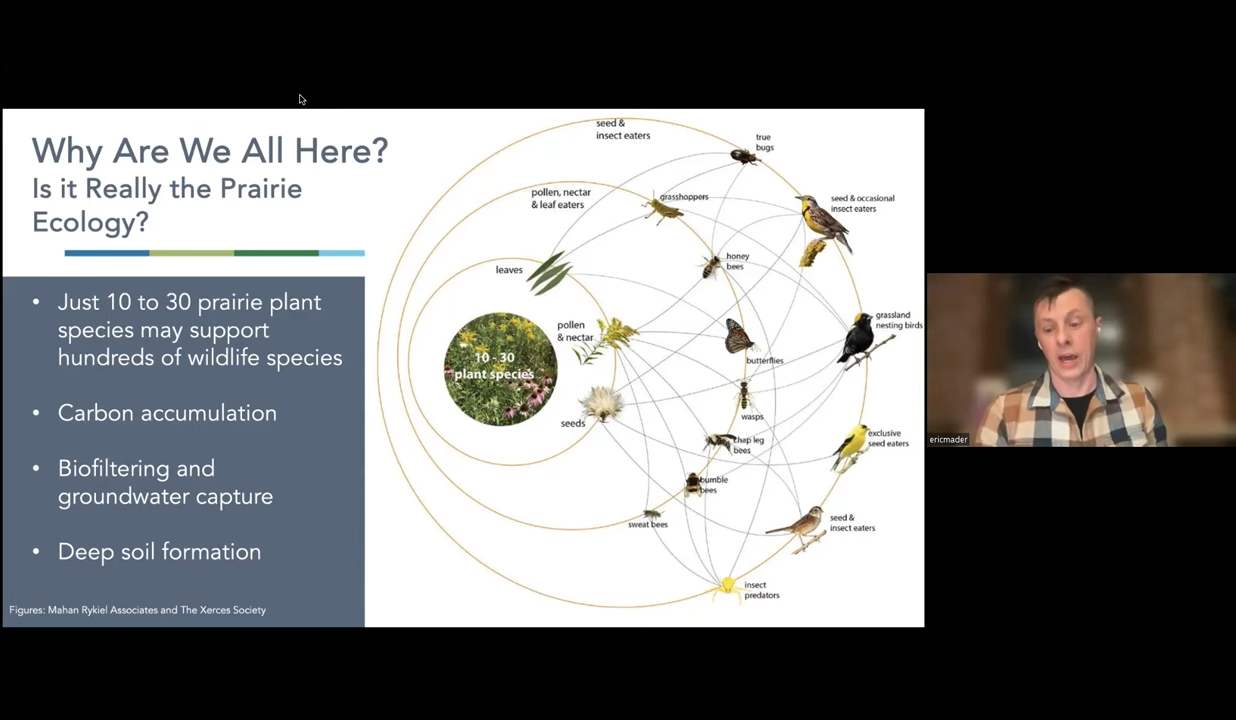 Why Are We All Here?
Is it Really the Prairie
Ecology?
• Just 10 to 30 prairie plant
species may support
hundreds of wildlife species
• Carbon accumulation
• Biofiltering and
groundwater capture
• Deep soil formation
Figures: Mahan Rykiel Associates and The Xerces Society
seed &
insect eaters
true
bugs
pollen, nectar
& leaf eaters
grasshoppers
seed & occasional
insect eaters
leaves
honey
bees
pollen
& nectar
grassland
nesting birds
10 - 30
plant species
butterflies
wasps
seeds
chap leg
bees
exclusive
seed eaters
bumble
bees
sweat bees
seed &
insect eaters
insect
predators
ericmader